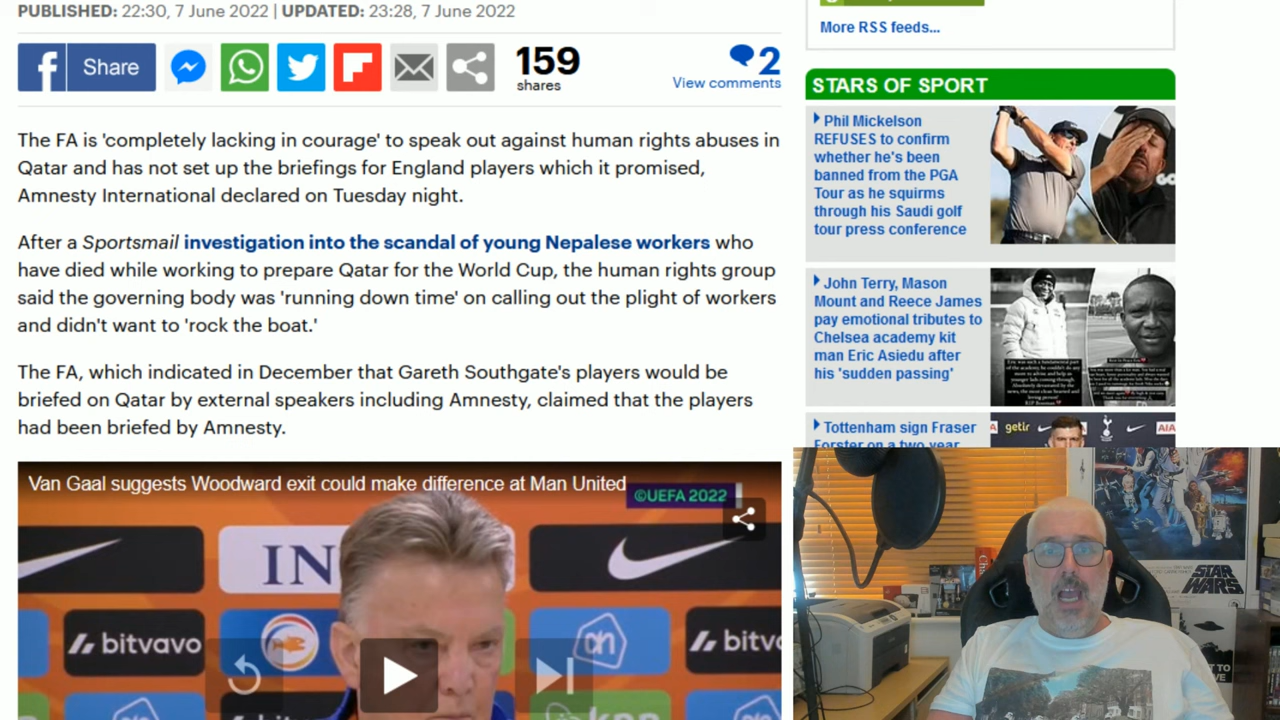 PUBLISHED: 22:30, 7 June 2022 | UPDATED: 23:28, 7 June 2022
Share
159
shares
2
View comments
The FA is 'completely lacking in courage' to speak out against human rights abuses in
Qatar and has not set up the briefings for England players which it promised,
Amnesty International declared on Tuesday night.
After a Sportsmail investigation into the scandal of young Nepalese workers who
have died while working to prepare Qatar for the World Cup, the human rights group
said the governing body was 'running down time' on calling out the plight of workers
and didn't want to 'rock the boat.'
The FA, which indicated in December that Gareth Southgate's players would be
briefed on Qatar by external speakers including Amnesty, claimed that the players
had been briefed by Amnesty.
Van Gaal suggests Woodward exit could make difference at Man United
©UEFA 2022
IN
bitvavo
bitv
More RSS feeds...
STARS OF SPORT
Phil Mickelson
REFUSES to confirm
whether he's been
banned from the PGA
Tour as he squirms
through his Saudi golf
tour press conference
John Terry, Mason
Mount and Reece James
pay emotional tributes to
Chelsea academy kit
man Eric Asiedu after
his 'sudden passing'
Tottenham sign Fraser
Forster on a two year
getir
AIA
STAR
WARS